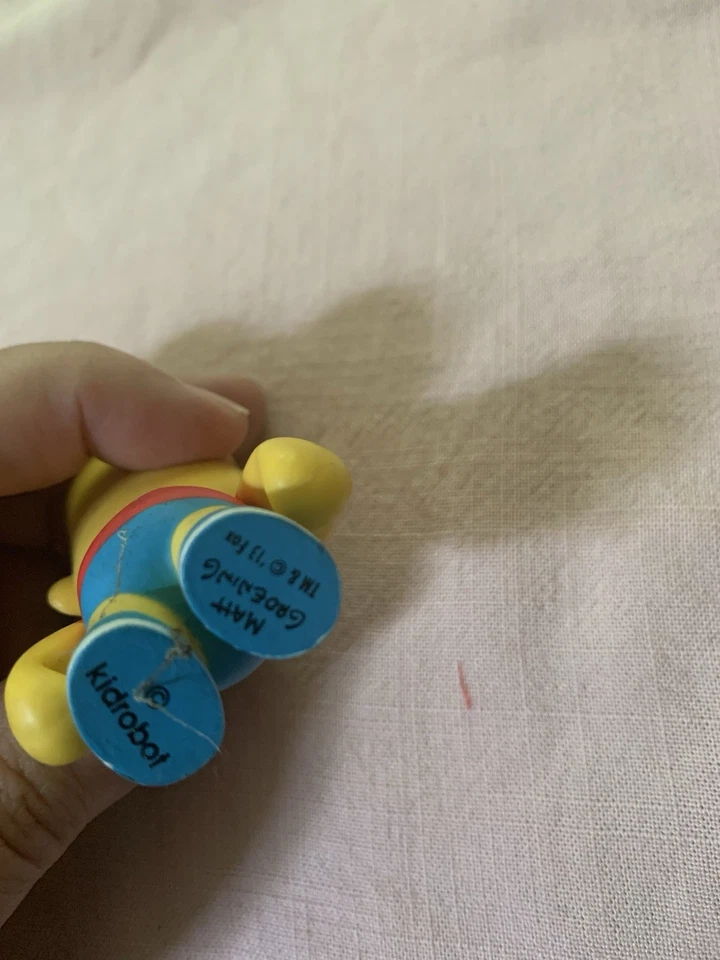 ©
kidrobot
MATT
GROENING
TM & © '13 Fox